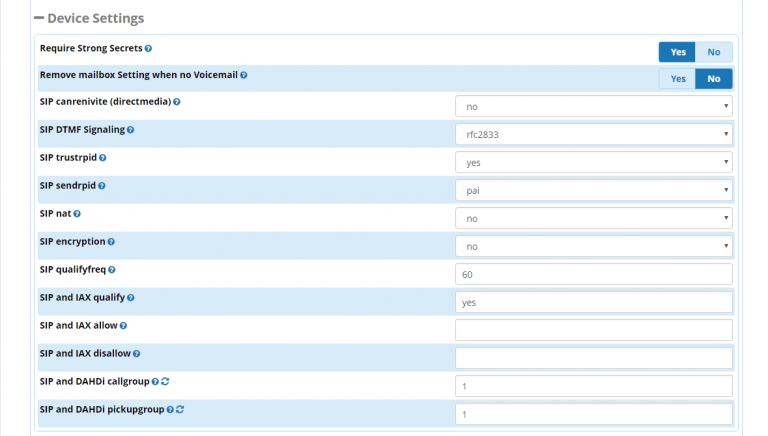 Device Settings
Require Strong Secrets Yes No
Remove mailbox Setting when no Voicemail Yes No
SIP canrenivite (directmedia) no
SIP DTMF Signaling rfc2833
SIP trustrpid yes
SIP sendrpid pai
SIP nat no
SIP encryption no
SIP qualifyfreq 60
SIP and IAX qualify yes
SIP and IAX allow
SIP and IAX disallow
SIP and DAHDi callgroup 1
SIP and DAHDi pickupgroup 1